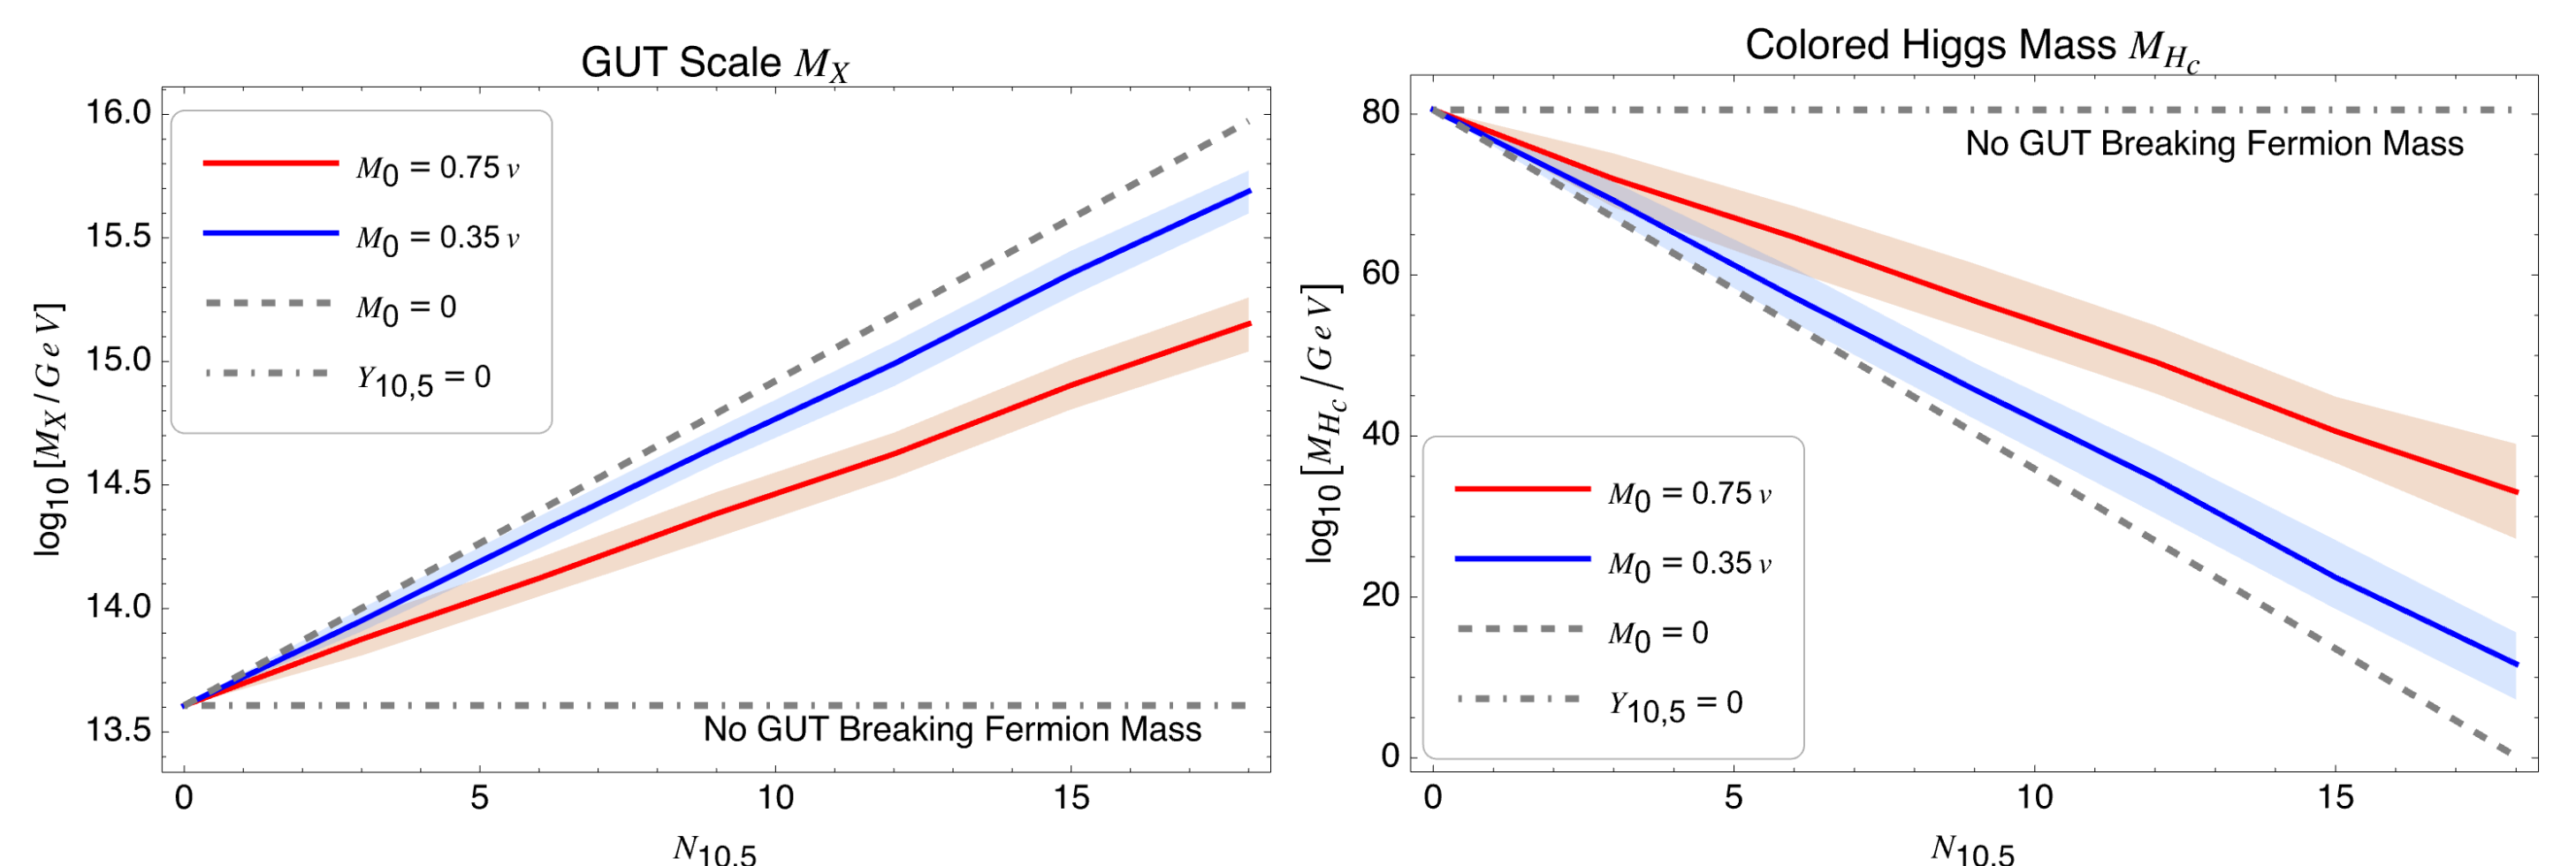 GUT Scale M_X
log10 [M_X / GeV]
16.0
15.5
15.0
14.5
14.0
13.5
M0 = 0.75 v
M0 = 0.35 v
M0 = 0
Y10,5 = 0
No GUT Breaking Fermion Mass
0 5 10 15
N10,5
Colored Higgs Mass M_Hc
log10 [M_Hc / GeV]
80
60
40
20
0
No GUT Breaking Fermion Mass
M0 = 0.75 v
M0 = 0.35 v
M0 = 0
Y10,5 = 0
0 5 10 15
N10,5